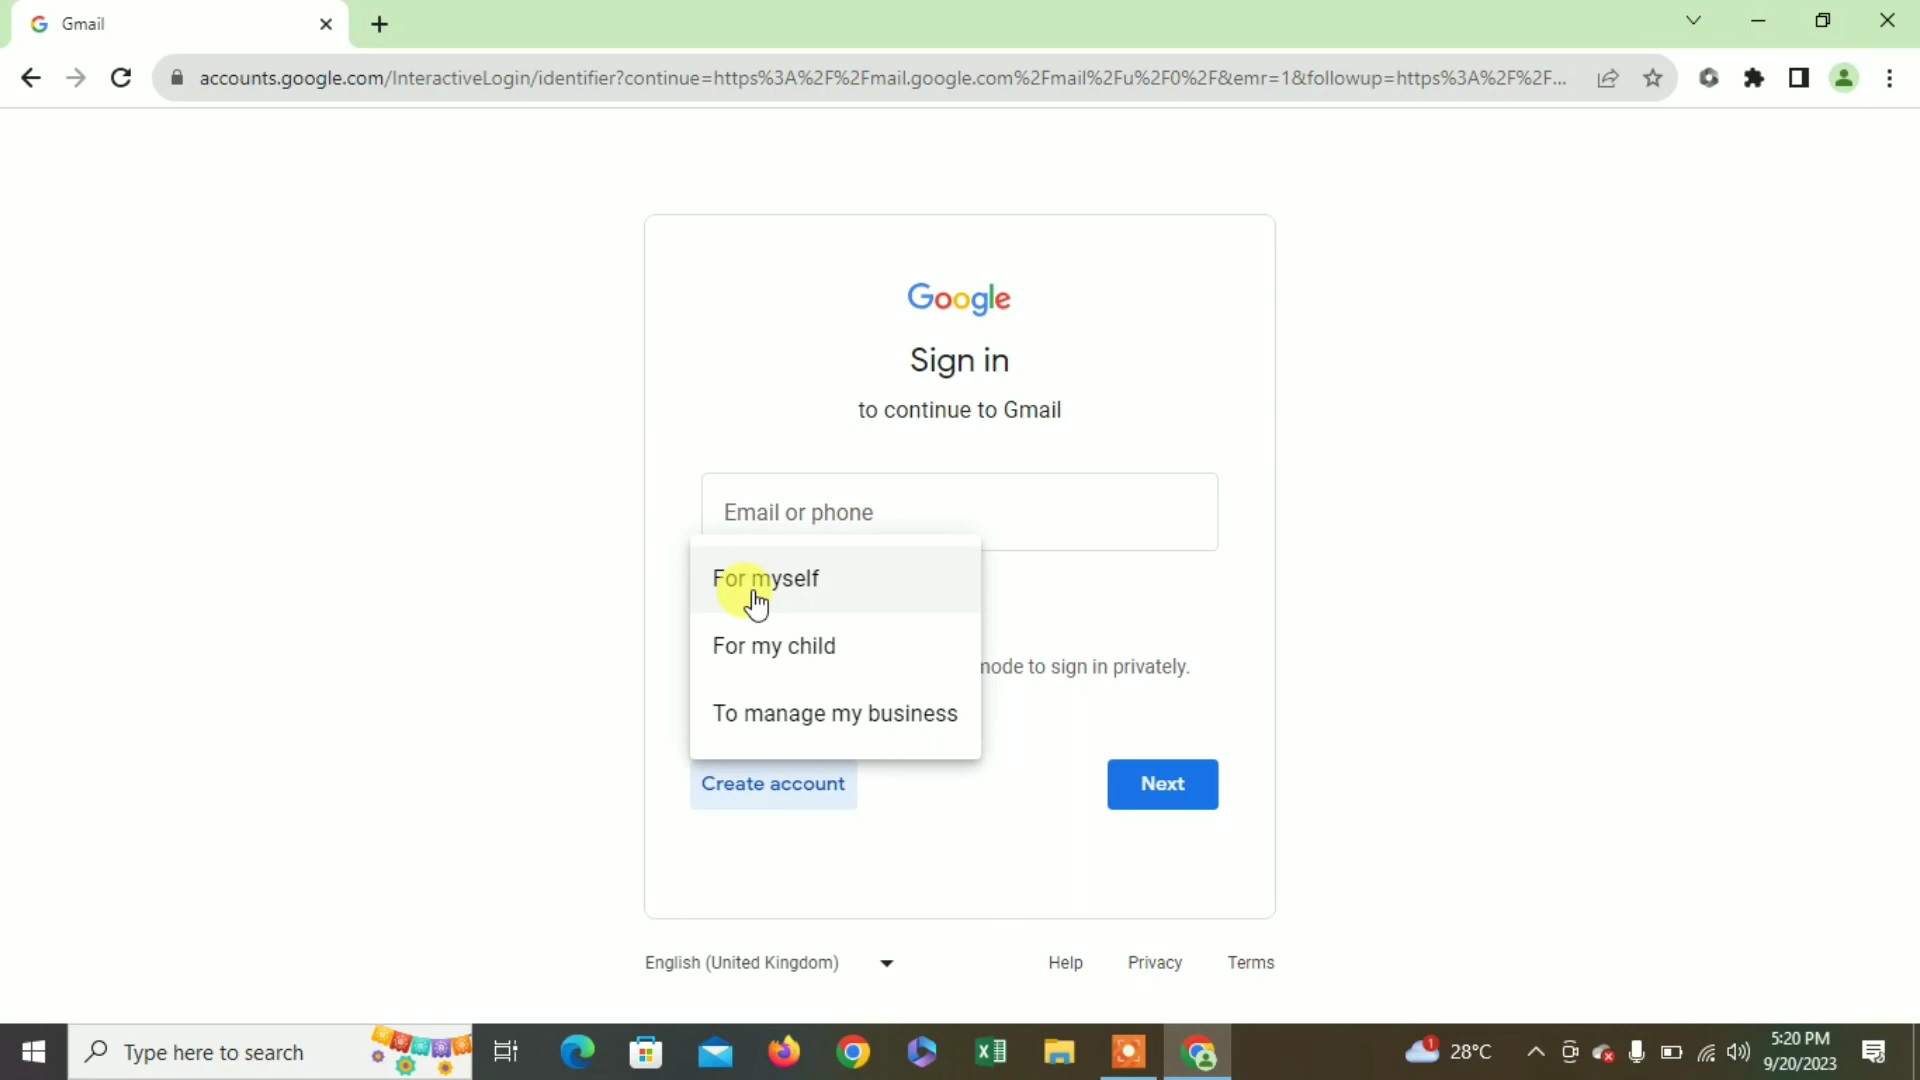 Gmail
accounts.google.com/InteractiveLogin/identifier?continue=https%3A%2F%2Fmail.google.com%2Fmail%2Fu%2F0%2F&emr=1&followup=https%3A%2F%2F...
Google
Sign in
to continue to Gmail
Email or phone
For myself
For my child
mode to sign in privately.
To manage my business
Create account
Next
English (United Kingdom)
Help
Privacy
Terms
Type here to search
1
28°C
5:20 PM
9/20/2023